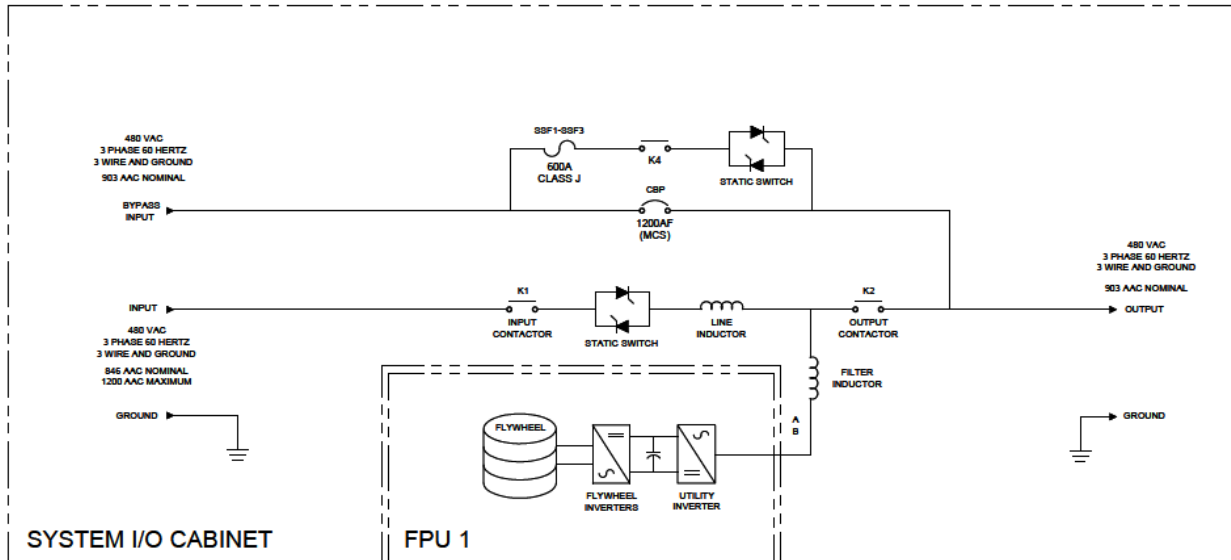 480 VAC
3 PHASE 60 HERTZ
3 WIRE AND GROUND
903 AAC NOMINAL
BYPASS
INPUT
SSF1-SSF3
600A
CLASS J
K4
STATIC SWITCH
CBP
1200AF
(MCS)
480 VAC
3 PHASE 60 HERTZ
3 WIRE AND GROUND
903 AAC NOMINAL
OUTPUT
INPUT
480 VAC
3 PHASE 60 HERTZ
3 WIRE AND GROUND
846 AAC NOMINAL
1200 AAC MAXIMUM
K1
INPUT
CONTACTOR
STATIC SWITCH
LINE
INDUCTOR
K2
OUTPUT
CONTACTOR
FILTER
INDUCTOR
GROUND
GROUND
FLYWHEEL
A
B
FLYWHEEL
INVERTERS
UTILITY
INVERTER
SYSTEM I/O CABINET
FPU 1